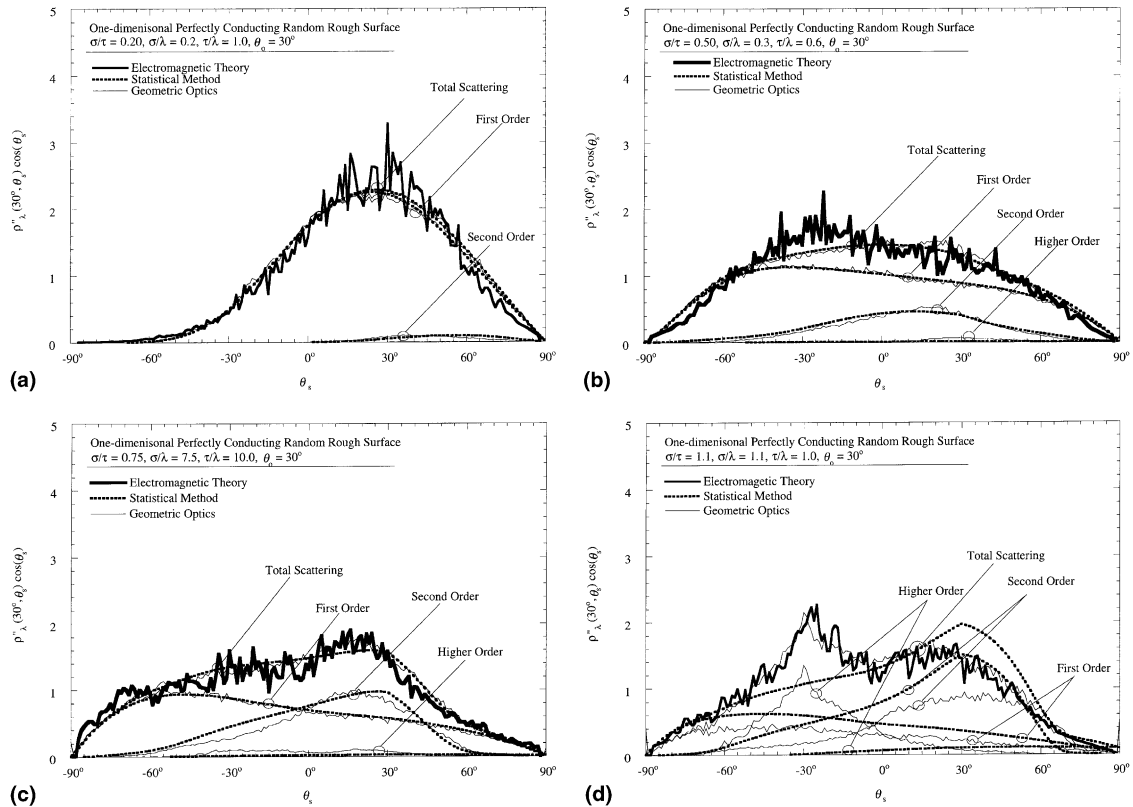 One-dimenisonal Perfectly Conducting Random Rough Surface
σ/τ = 0.20, σ/λ = 0.2, τ/λ = 1.0, θo = 30°
Electromagnetic Theory
Statistical Method
Geometric Optics
Total Scattering
First Order
Second Order
ρ"λ (30°, θs) cos(θs)
5
4
3
2
1
0
-90° -60° -30° 0° 30° 60° 90°
θs
(a)
One-dimenisonal Perfectly Conducting Random Rough Surface
σ/τ = 0.50, σ/λ = 0.3, τ/λ = 0.6, θo = 30°
Electromagnetic Theory
Statistical Method
Geometric Optics
Total Scattering
First Order
Second Order
Higher Order
ρ"λ (30°, θs) cos(θs)
5
4
3
2
1
0
-90° -60° -30° 0° 30° 60° 90°
θs
(b)
One-dimenisonal Perfectly Conducting Random Rough Surface
σ/τ = 0.75, σ/λ = 7.5, τ/λ = 10.0, θo = 30°
Electromagnetic Theory
Statistical Method
Geometric Optics
Total Scattering
First Order
Second Order
Higher Order
ρ"λ (30°, θs) cos(θs)
5
4
3
2
1
0
-90° -60° -30° 0° 30° 60° 90°
θs
(c)
One-dimenisonal Perfectly Conducting Random Rough Surface
σ/τ = 1.1, σ/λ = 1.1, τ/λ = 1.0, θo = 30°
Electromagetic Theory
Statistical Method
Geometric Optics
Total Scattering
Higher Order
Second Order
First Order
ρ"λ (30°, θs) cos(θs)
5
4
3
2
1
0
-90° -60° -30° 0° 30° 60° 90°
θs
(d)